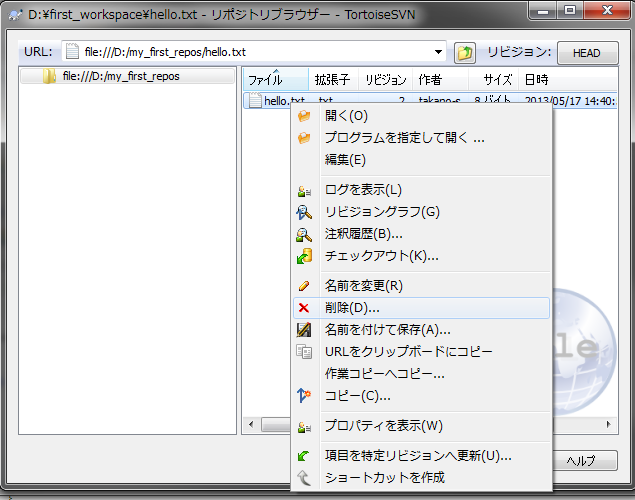 D:¥first_workspace¥hello.txt - リポジトリブラウザー - TortoiseSVN
URL: file:///D:/my_first_repos/hello.txt リビジョン: HEAD
file:///D:/my_first_repos
ファイル 拡張子 リビジョン 作者 サイズ 日時
hello.txt .txt 2 takano-s 8 バイト 2013/05/17 14:40:
開く(O)
プログラムを指定して開く ...
編集(E)
ログを表示(L)
リビジョングラフ(G)
注釈履歴(B)...
チェックアウト(K)...
名前を変更(R)
削除(D)...
名前を付けて保存(A)...
URLをクリップボードにコピー
作業コピーへコピー...
コピー(C)...
プロパティを表示(W)
項目を特定リビジョンへ更新(U)...
ショートカットを作成
ヘルプ